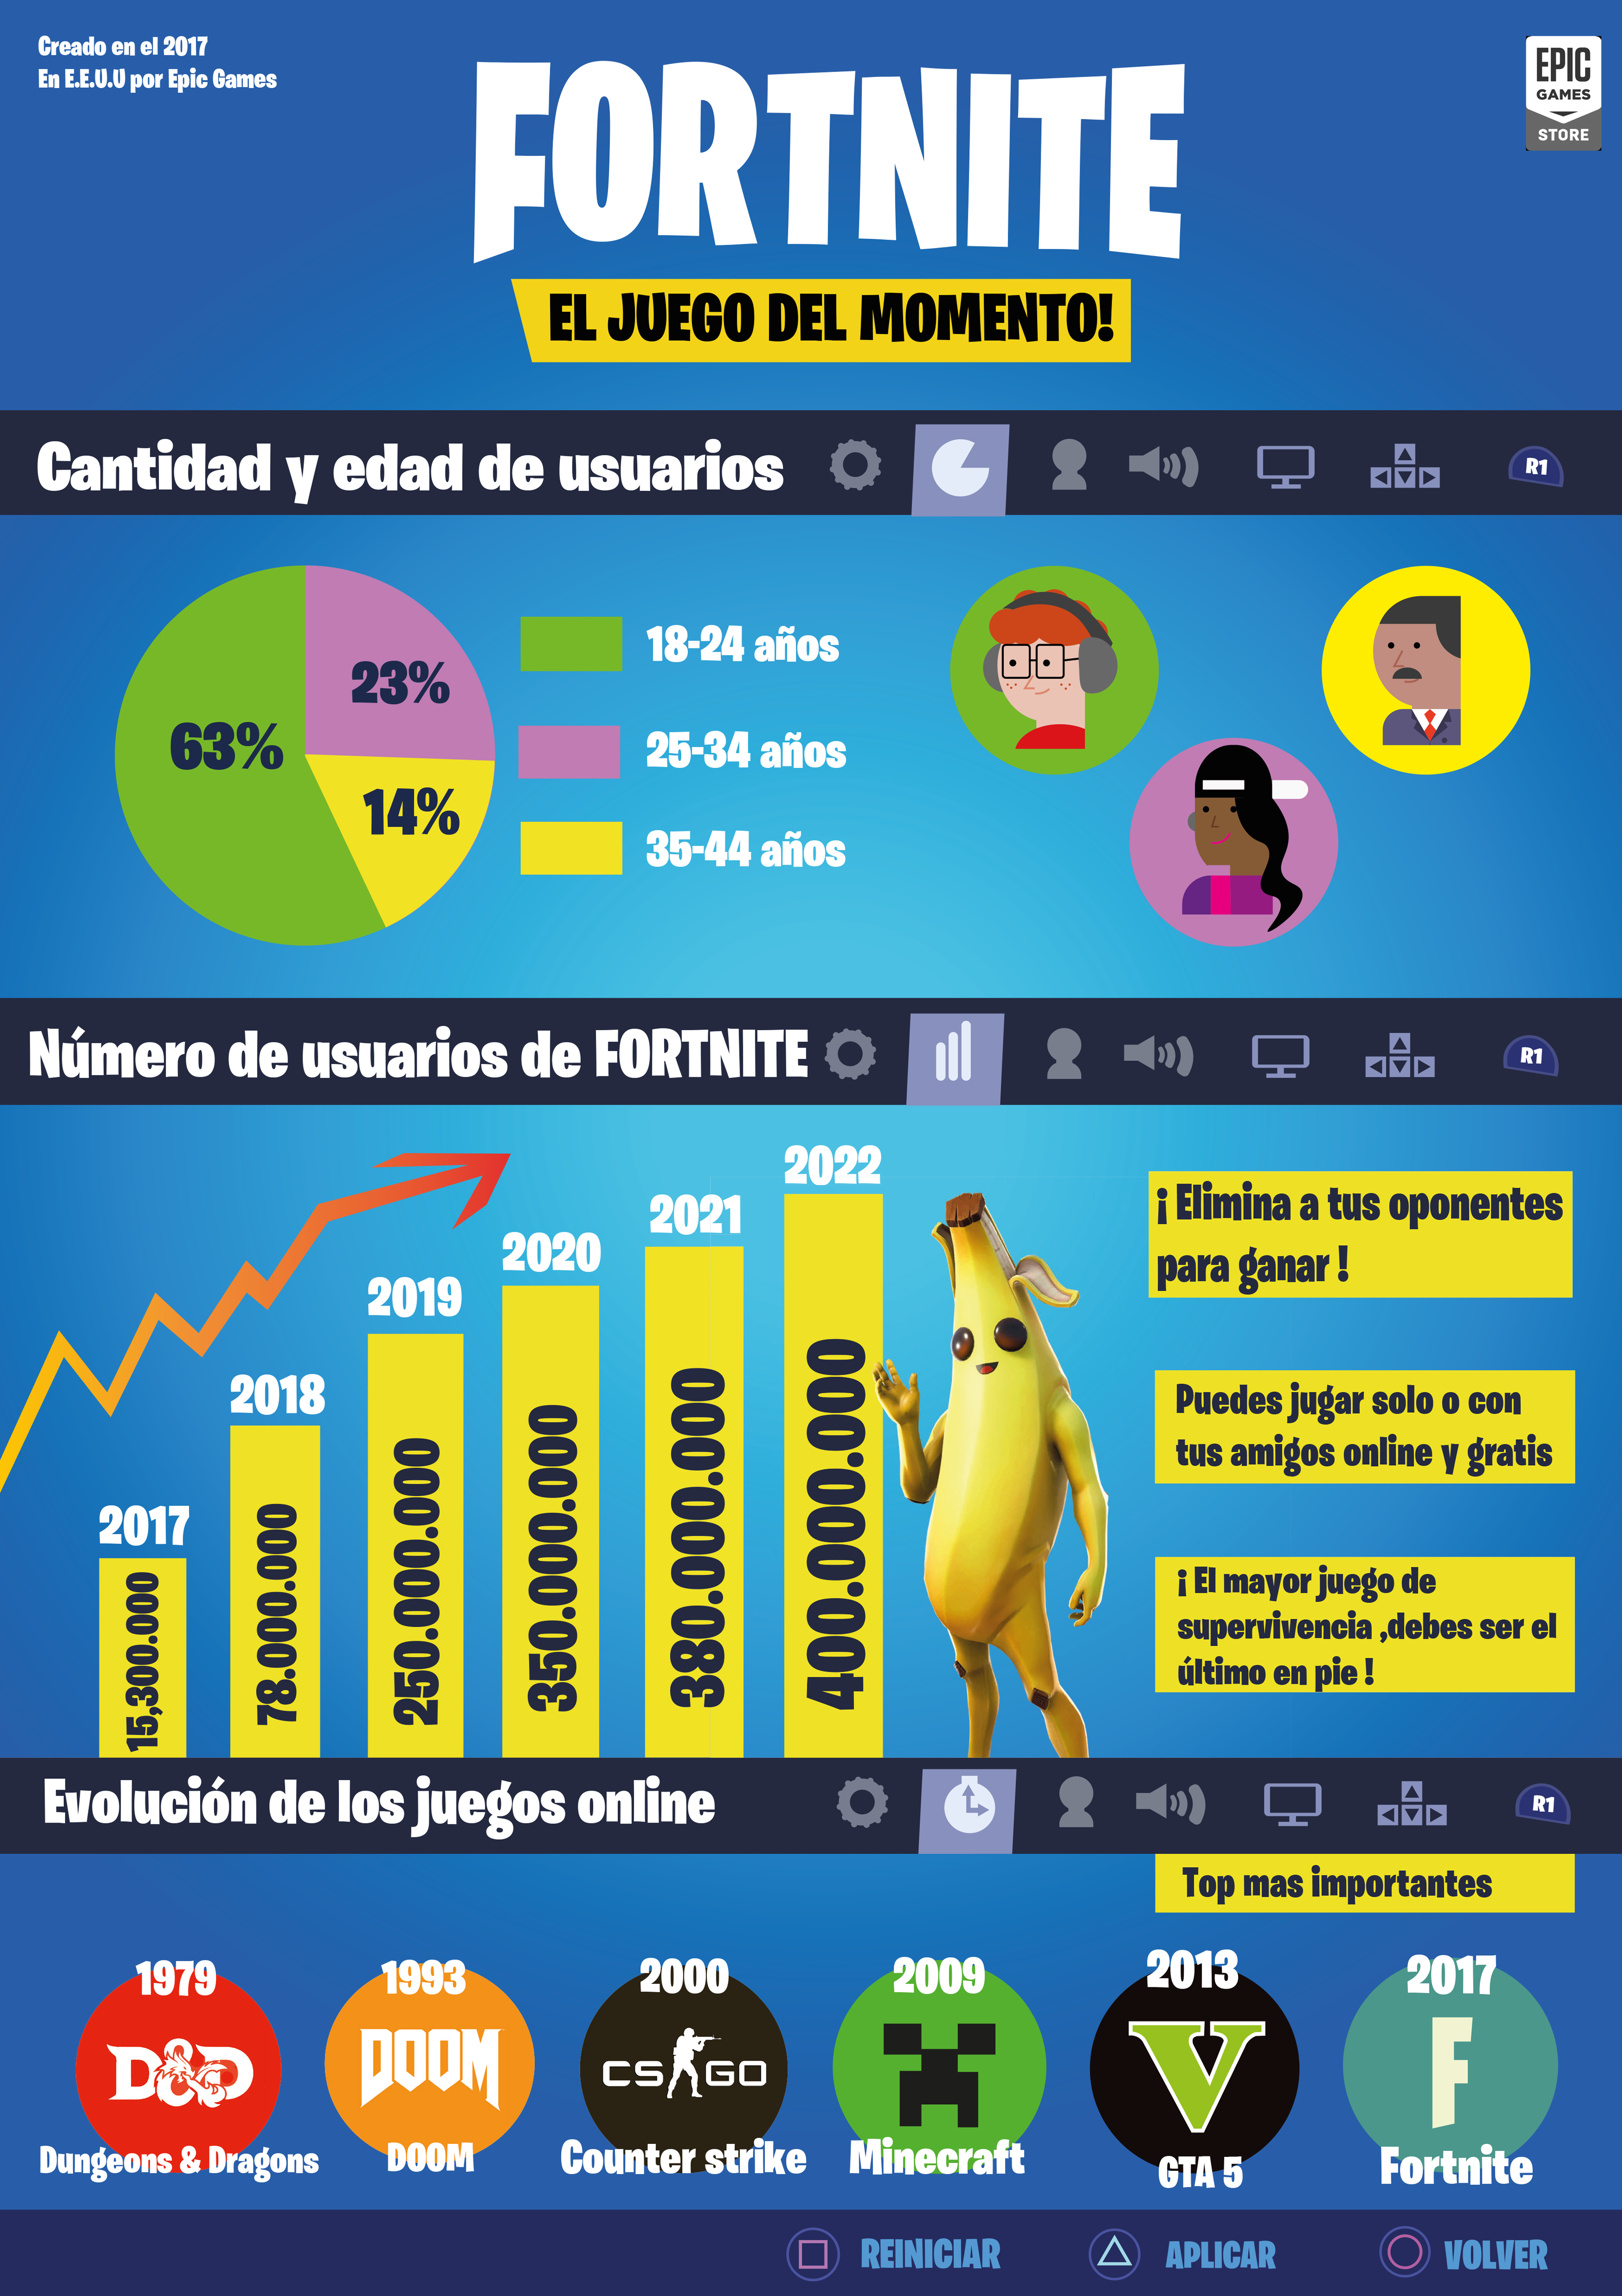 Creado en el 2017
En E.E.U.U por Epic Games
FORTNITE
EPIC
GAMES
STORE
EL JUEGO DEL MOMENTO!
Cantidad y edad de usuarios
R1
63%
23%
14%
18-24 años
25-34 años
35-44 años
Número de usuarios de FORTNITE
R1
2017
15,300.000
2018
78.000.000
2019
250.000.000
2020
350.000.000
2021
380.000.000
2022
400.000.000
¡ Elimina a tus oponentes
para ganar !
Puedes jugar solo o con
tus amigos online y gratis
¡ El mayor juego de
supervivencia ,debes ser el
último en pie !
Evolución de los juegos online
R1
Top mas importantes
1979
D&D
Dungeons & Dragons
1993
DOOM
DOOM
2000
CS GO
Counter strike
2009
Minecraft
2013
V
GTA 5
2017
F
Fortnite
REINICIAR
APLICAR
VOLVER